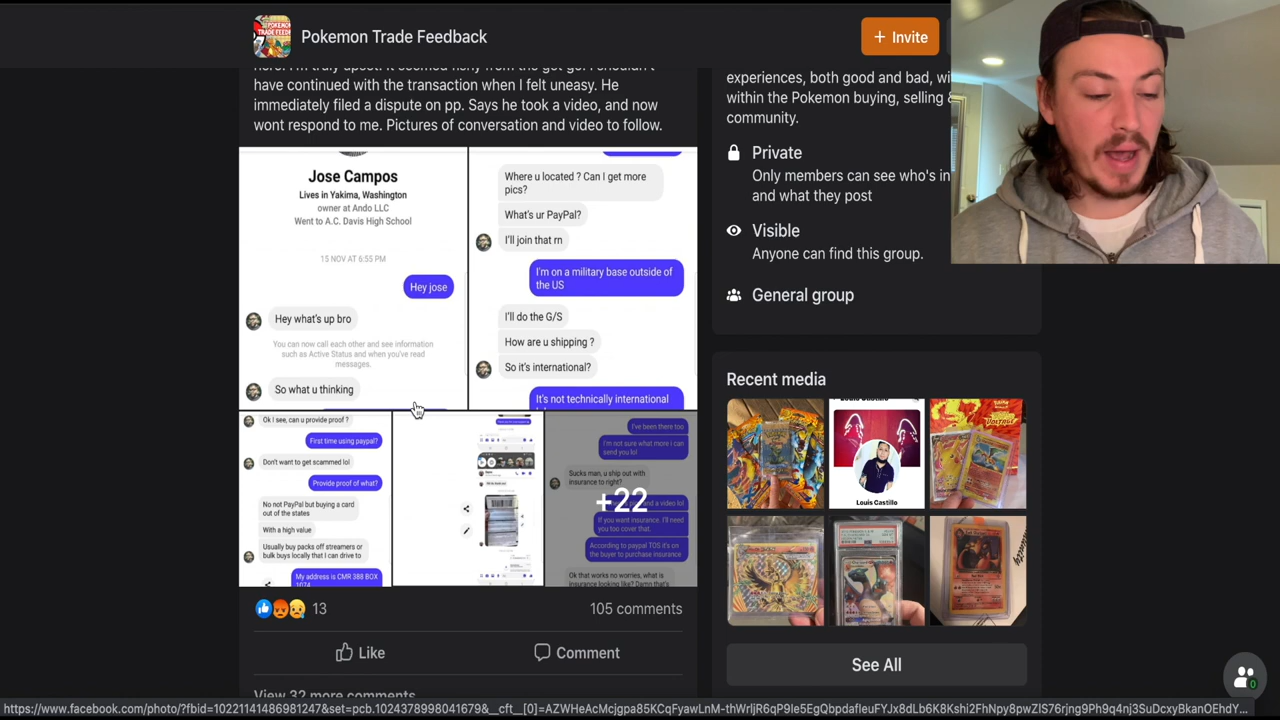 Pokemon Trade Feedback
+ Invite
have continued with the transaction when I felt uneasy. He
immediately filed a dispute on pp. Says he took a video, and now
wont respond to me. Pictures of conversation and video to follow.
Jose Campos
Lives in Yakima, Washington
owner at Ando LLC
Went to A.C. Davis High School
15 NOV AT 6:55 PM
Hey jose
Hey what's up bro
You can now call each other and see information
such as Active Status and when you've read
messages.
So what u thinking
Where u located ? Can I get more
pics?
What's ur PayPal?
I'll join that rn
I'm on a military base outside of
the US
I'll do the G/S
How are u shipping ?
So it's international?
It's not technically international
Ok I see, can u provide proof ?
First time using paypal?
Don't want to get scammed lol
Provide proof of what?
No not PayPal but buying a card
out of the states
With a high value
Usually buy packs off streamers or
bulk buys locally that I can drive to
My address is CMR 388 BOX
1074
I've been there too
I'm not sure what more i can
send you lol
Sucks man, u ship out with
insurance to right?
and a video lol
If you want insurance. I'll need
you too cover that.
According to paypal TOS it's on
the buyer to purchase insurance
Ok that works no worries, what is
insurance looking like? Damn that's
+22
13
105 comments
Like
Comment
View 32 more comments
experiences, both good and bad,
within the Pokemon buying, selling &
community.
Private
Only members can see who's in
and what they post
Visible
Anyone can find this group.
General group
Recent media
Louis Castillo
See All
0